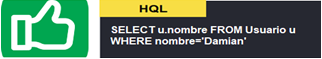 HQL
SELECT u.nombre FROM Usuario u
WHERE nombre='Damian'